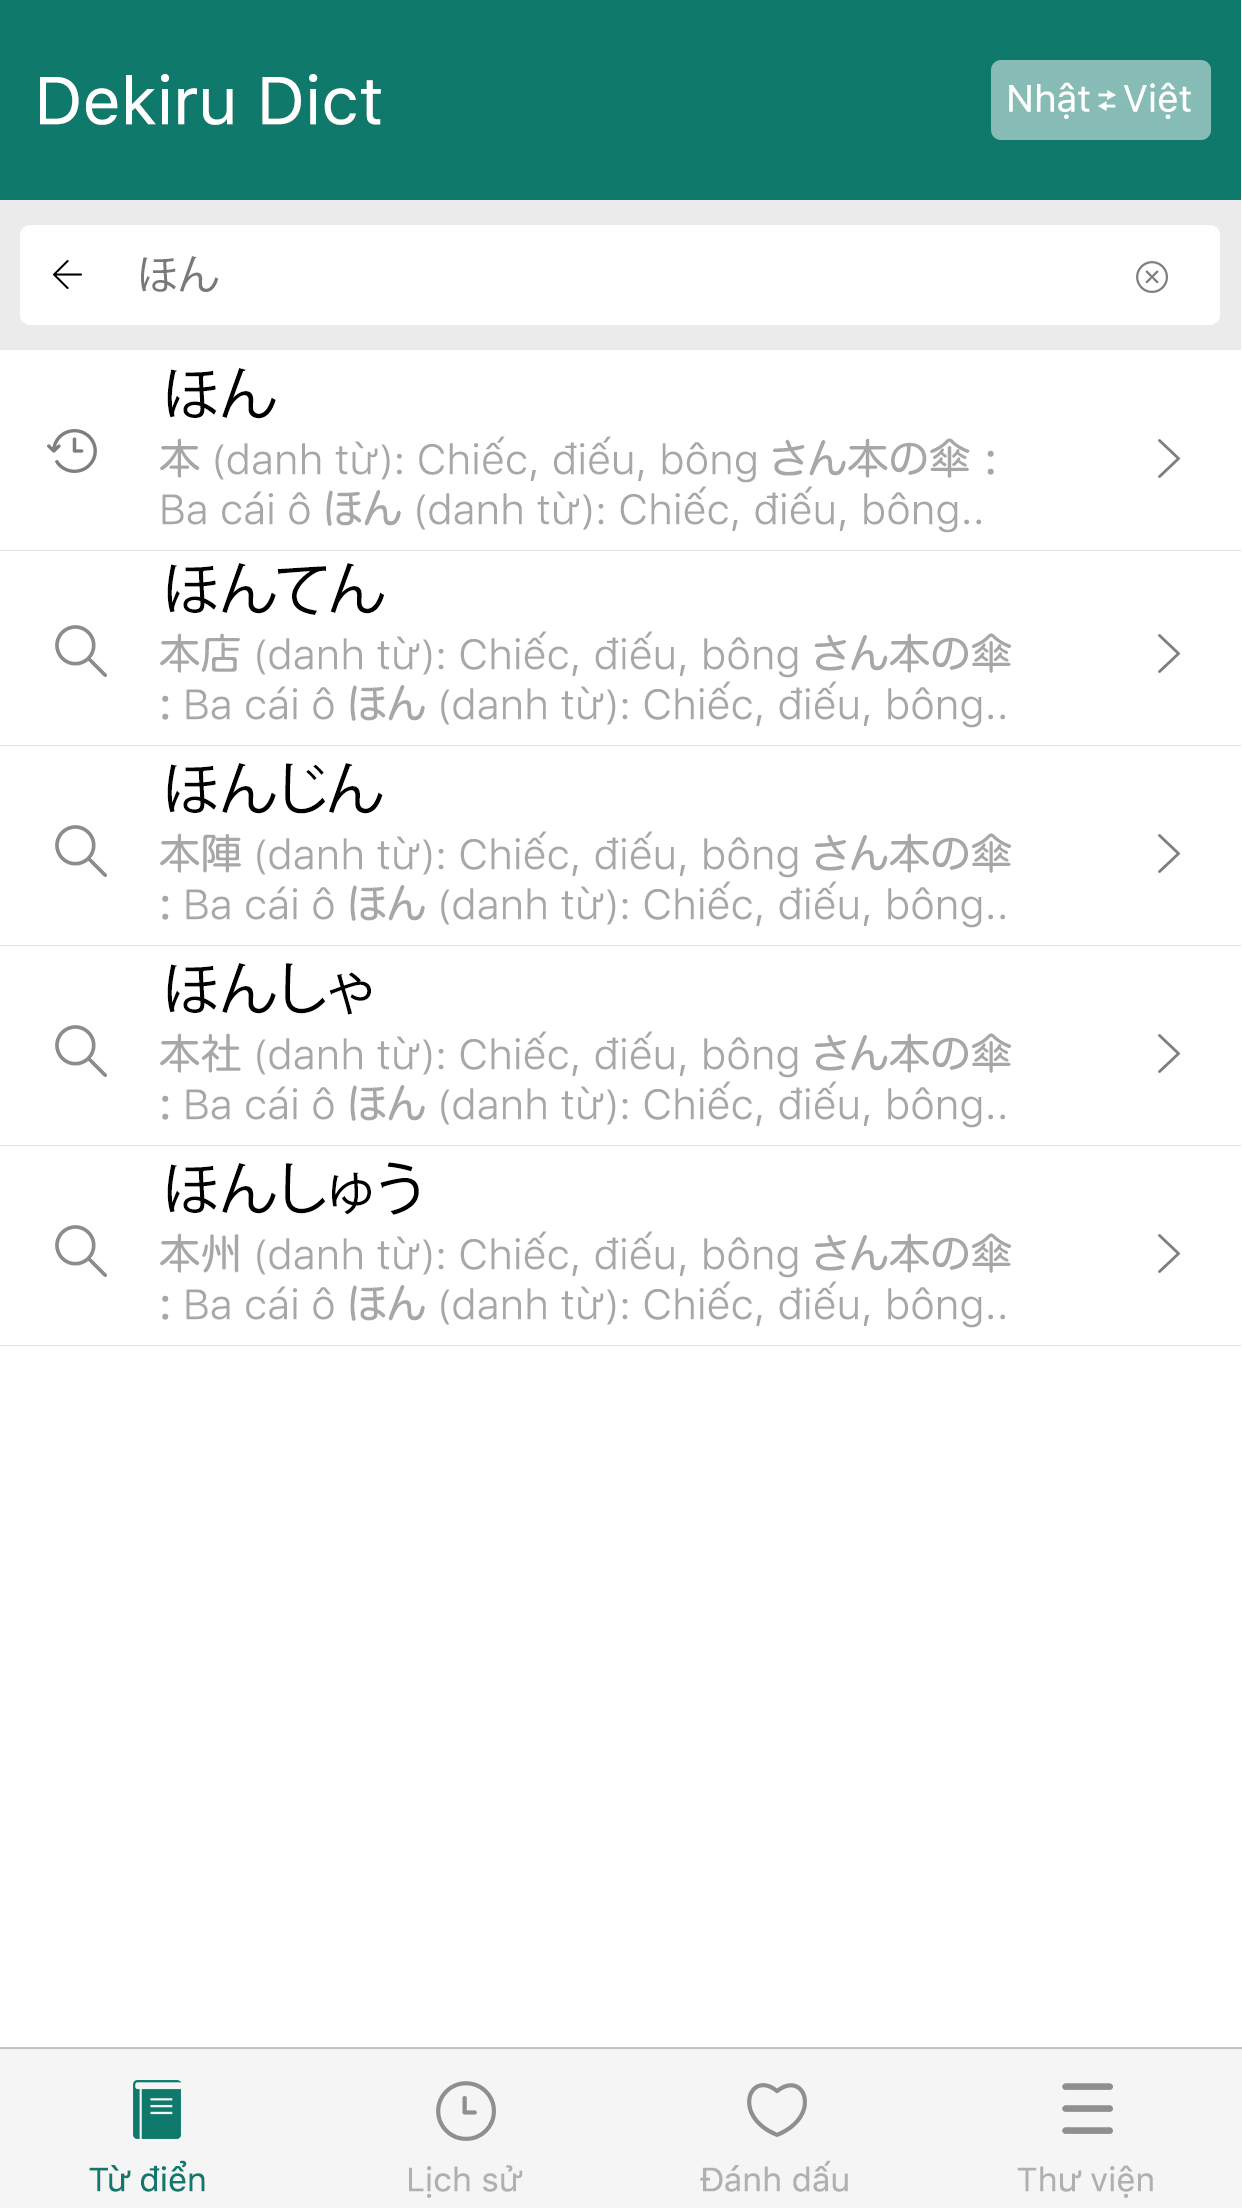 Dekiru Dict
Nhật ⇄ Việt
ほん
ほん
本 (danh từ): Chiếc, điếu, bông さん本の傘 :
Ba cái ô ほん (danh từ): Chiếc, điếu, bông..
ほんてん
本店 (danh từ): Chiếc, điếu, bông さん本の傘
: Ba cái ô ほん (danh từ): Chiếc, điếu, bông..
ほんじん
本陣 (danh từ): Chiếc, điếu, bông さん本の傘
: Ba cái ô ほん (danh từ): Chiếc, điếu, bông..
ほんしゃ
本社 (danh từ): Chiếc, điếu, bông さん本の傘
: Ba cái ô ほん (danh từ): Chiếc, điếu, bông..
ほんしゅう
本州 (danh từ): Chiếc, điếu, bông さん本の傘
: Ba cái ô ほん (danh từ): Chiếc, điếu, bông..
Từ điển
Lịch sử
Đánh dấu
Thư viện